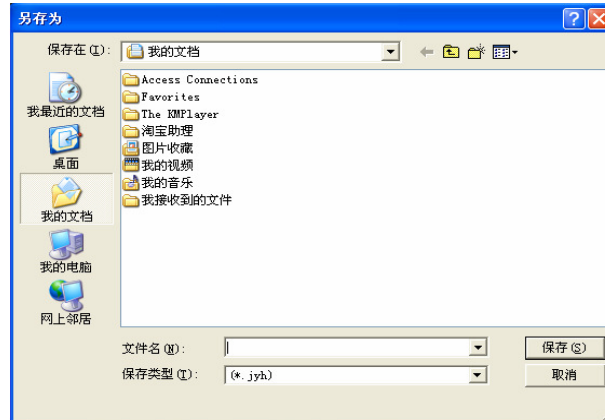 另存为
保存在(I):
我的文档
我最近的文档
桌面
我的文档
我的电脑
网上邻居
Access Connections
Favorites
The KMPlayer
淘宝助理
图片收藏
我的视频
我的音乐
我接收到的文件
文件名(N):
保存(S)
保存类型(T):
(*.jyh)
取消